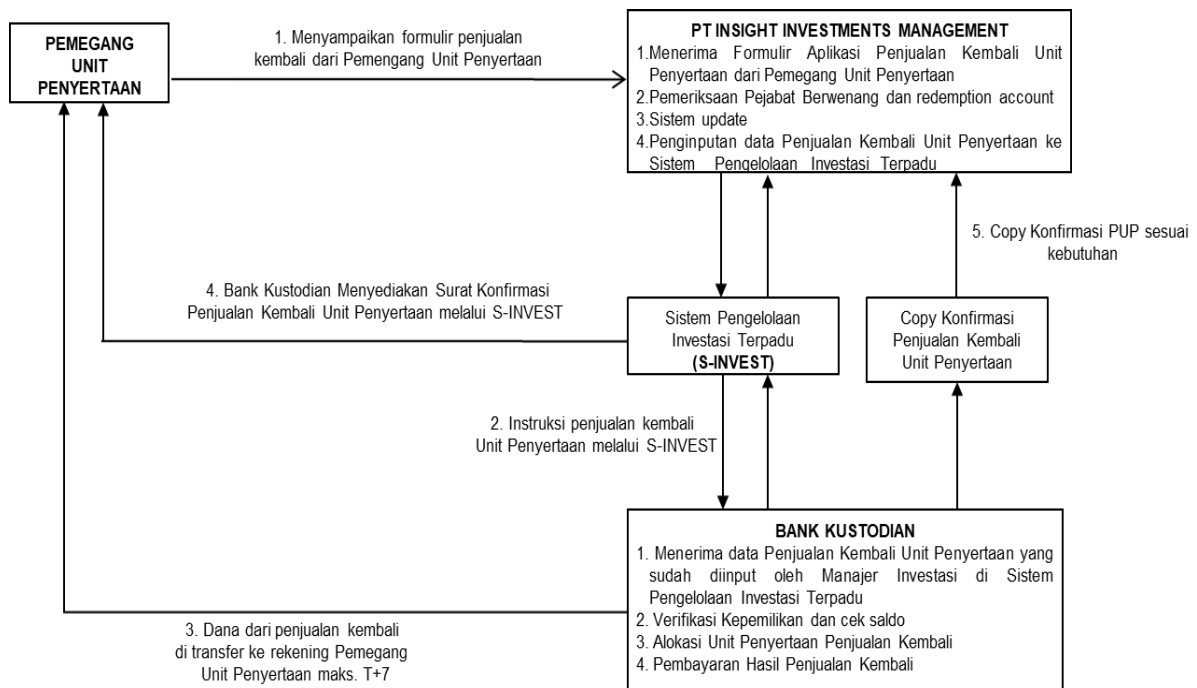 PEMEGANG
UNIT
PENYERTAAN
1. Menyampaikan formulir penjualan
kembali dari Pemengang Unit Penyertaan
PT INSIGHT INVESTMENTS MANAGEMENT
1.Menerima Formulir Aplikasi Penjualan Kembali Unit
Penyertaan dari Pemegang Unit Penyertaan
2.Pemeriksaan Pejabat Berwenang dan redemption account
3.Sistem update
4.Penginputan data Penjualan Kembali Unit Penyertaan ke
Sistem Pengelolaan Investasi Terpadu
5. Copy Konfirmasi PUP sesuai
kebutuhan
4. Bank Kustodian Menyediakan Surat Konfirmasi
Penjualan Kembali Unit Penyertaan melalui S-INVEST
Sistem Pengelolaan
Investasi Terpadu
(S-INVEST)
Copy Konfirmasi
Penjualan Kembali
Unit Penyertaan
2. Instruksi penjualan kembali
Unit Penyertaan melalui S-INVEST
BANK KUSTODIAN
1. Menerima data Penjualan Kembali Unit Penyertaan yang
sudah diinput oleh Manajer Investasi di Sistem
Pengelolaan Investasi Terpadu
2. Verifikasi Kepemilikan dan cek saldo
3. Alokasi Unit Penyertaan Penjualan Kembali
4. Pembayaran Hasil Penjualan Kembali
3. Dana dari penjualan kembali
di transfer ke rekening Pemegang
Unit Penyertaan maks. T+7